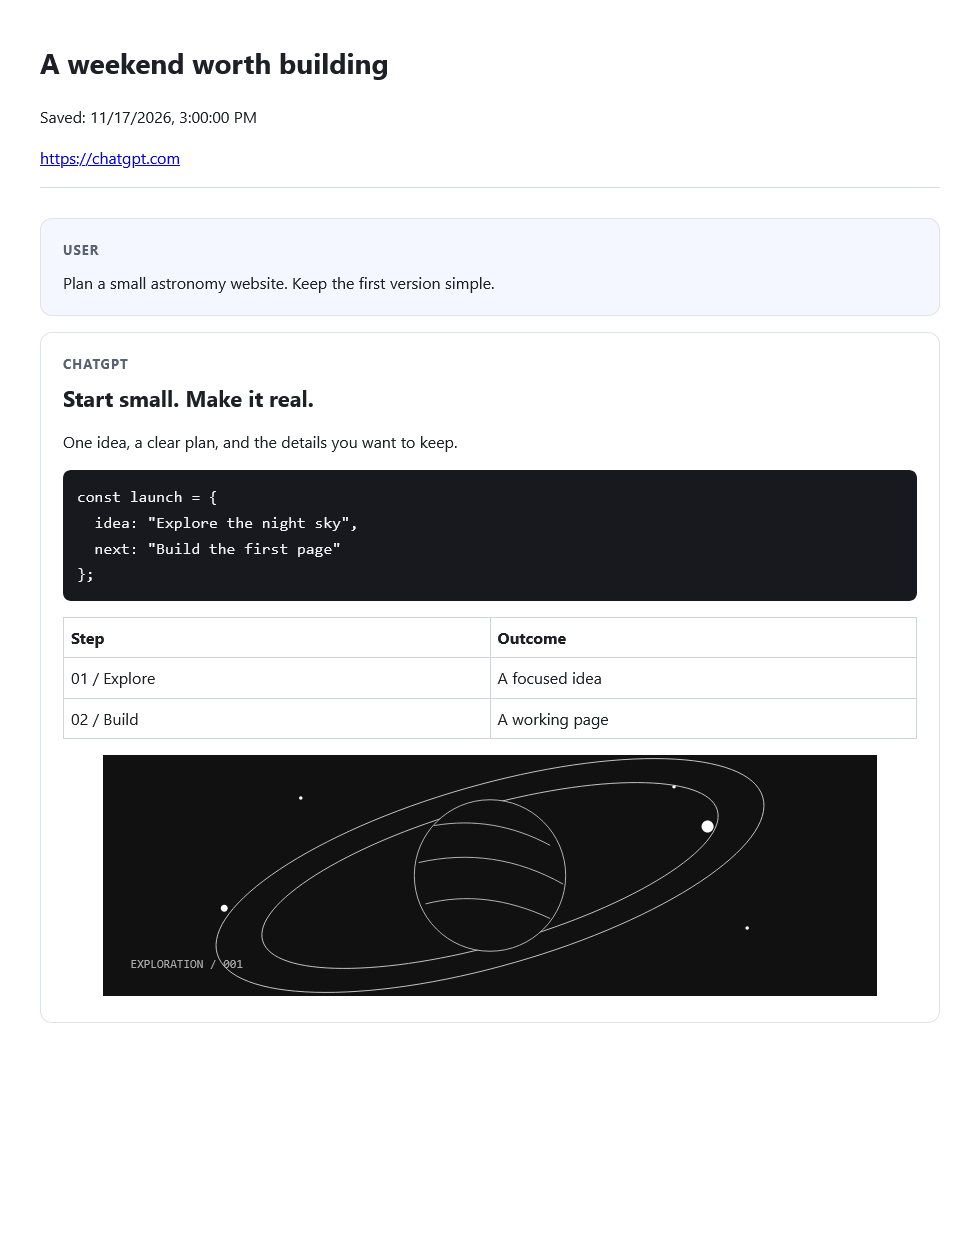 A weekend worth building
Saved: 11/17/2026, 3:00:00 PM
https://chatgpt.com
USER
Plan a small astronomy website. Keep the first version simple.
CHATGPT
Start small. Make it real.
One idea, a clear plan, and the details you want to keep.
const launch = {
  idea: "Explore the night sky",
  next: "Build the first page"
};
Step Outcome
01 / Explore A focused idea
02 / Build A working page
EXPLORATION / 001